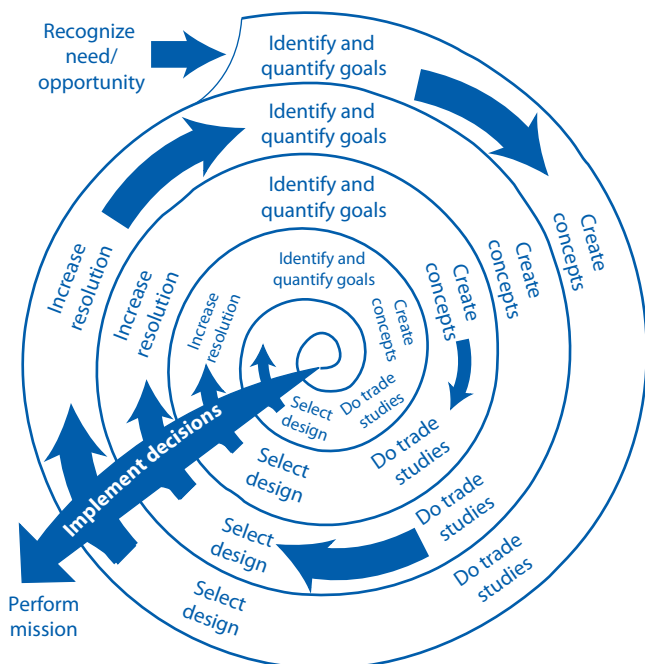 Recognize
need/
opportunity
Identify and
quantify goals
Identify and
quantify goals
Identify and
quantify goals
Identify and
quantify goals
Create
concepts
Create
concepts
Create
concepts
Create
concepts
Increase
resolution
Increase
resolution
Increase
resolution
Do trade
studies
Do trade
studies
Do trade
studies
Do trade
studies
Select
design
Select
design
Select
design
Select
design
Implement decisions
Perform
mission